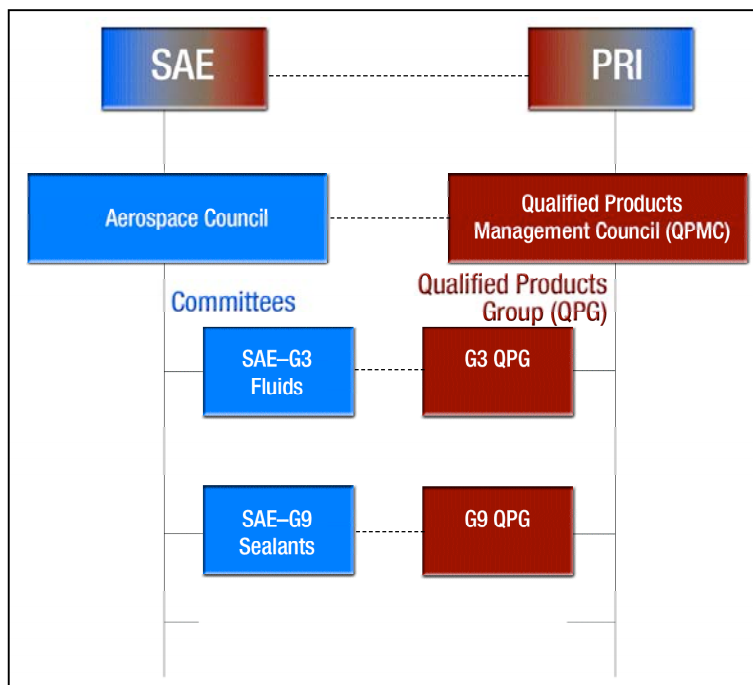 SAE
PRI
Aerospace Council
Qualified Products
Management Council (QPMC)
Committees
Qualified Products
Group (QPG)
SAE–G3
Fluids
G3 QPG
SAE–G9
Sealants
G9 QPG